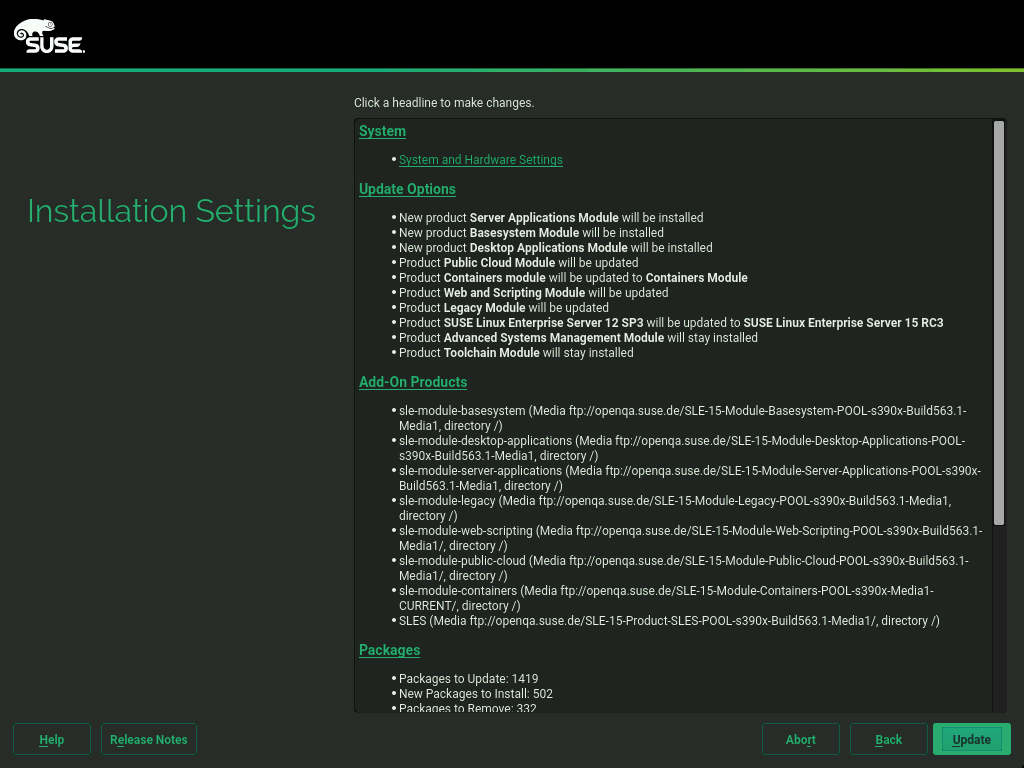 SUSE
Click a headline to make changes.
Installation Settings
System
• System and Hardware Settings
Update Options
• New product Server Applications Module will be installed
• New product Basesystem Module will be installed
• New product Desktop Applications Module will be installed
• Product Public Cloud Module will be updated
• Product Containers module will be updated to Containers Module
• Product Web and Scripting Module will be updated
• Product Legacy Module will be updated
• Product SUSE Linux Enterprise Server 12 SP3 will be updated to SUSE Linux Enterprise Server 15 RC3
• Product Advanced Systems Management Module will stay installed
• Product Toolchain Module will stay installed
Add-On Products
• sle-module-basesystem (Media ftp://openqa.suse.de/SLE-15-Module-Basesystem-POOL-s390x-Build563.1-
Media1, directory /)
• sle-module-desktop-applications (Media ftp://openqa.suse.de/SLE-15-Module-Desktop-Applications-POOL-
s390x-Build563.1-Media1, directory /)
• sle-module-server-applications (Media ftp://openqa.suse.de/SLE-15-Module-Server-Applications-POOL-s390x-
Build563.1-Media1, directory /)
• sle-module-legacy (Media ftp://openqa.suse.de/SLE-15-Module-Legacy-POOL-s390x-Build563.1-Media1,
directory /)
• sle-module-web-scripting (Media ftp://openqa.suse.de/SLE-15-Module-Web-Scripting-POOL-s390x-Build563.1-
Media1/, directory /)
• sle-module-public-cloud (Media ftp://openqa.suse.de/SLE-15-Module-Public-Cloud-POOL-s390x-Build563.1-
Media1/, directory /)
• sle-module-containers (Media ftp://openqa.suse.de/SLE-15-Module-Containers-POOL-s390x-Media1-
CURRENT/, directory /)
• SLES (Media ftp://openqa.suse.de/SLE-15-Product-SLES-POOL-s390x-Build563.1-Media1/, directory /)
Packages
• Packages to Update: 1419
• New Packages to Install: 502
• Packages to Remove: 332
Help
Release Notes
Abort
Back
Update